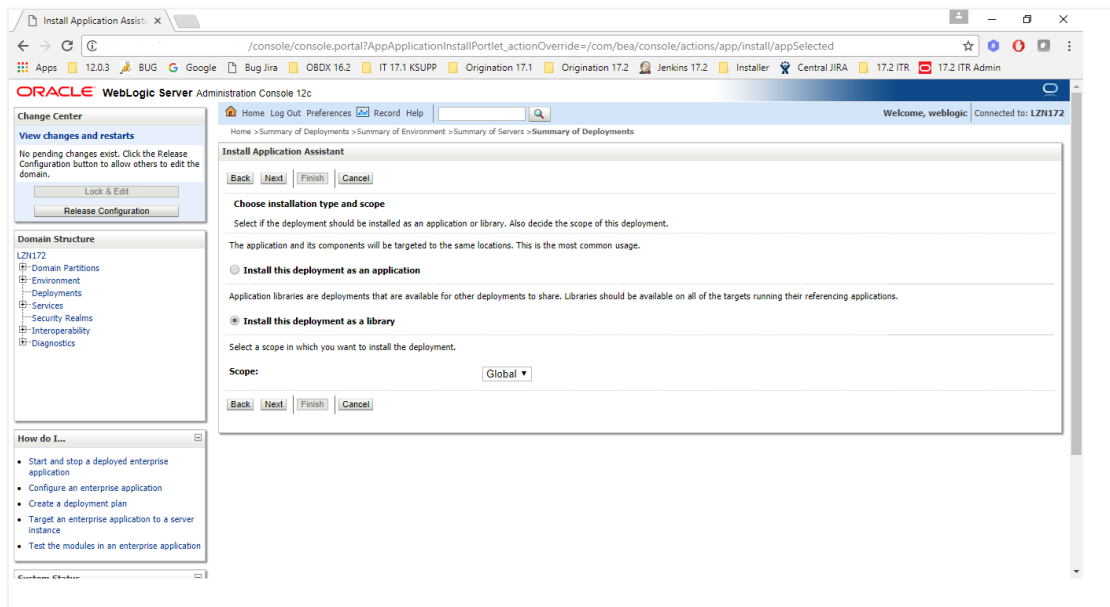 Install Application Assist
/console/console.portal?AppApplicationInstallPortlet_actionOverride=/com/bea/console/actions/app/install/appSelected
Apps 12.0.3 BUG Google Bug Jira OBDX 16.2 IT 17.1 KSUPP Origination 17.1 Origination 17.2 Jenkins 17.2 Installer Central JIRA 17.2 ITR 17.2 ITR Admin
ORACLE WebLogic Server Administration Console 12c
Change Center
View changes and restarts
No pending changes exist. Click the Release
Configuration button to allow others to edit the
domain.
Lock & Edit
Release Configuration
Domain Structure
LZN172
Domain Partitions
Environment
Deployments
Services
Security Realms
Interoperability
Diagnostics
How do I...
Start and stop a deployed enterprise
application
Configure an enterprise application
Create a deployment plan
Target an enterprise application to a server
instance
Test the modules in an enterprise application
System Status
Home Log Out Preferences Record Help
Welcome, weblogic Connected to: LZN172
Home >Summary of Deployments >Summary of Environment >Summary of Servers >Summary of Deployments
Install Application Assistant
Back Next Finish Cancel
Choose installation type and scope
Select if the deployment should be installed as an application or library. Also decide the scope of this deployment.
The application and its components will be targeted to the same locations. This is the most common usage.
Install this deployment as an application
Application libraries are deployments that are available for other deployments to share. Libraries should be available on all of the targets running their referencing applications.
Install this deployment as a library
Select a scope in which you want to install the deployment.
Scope: Global
Back Next Finish Cancel